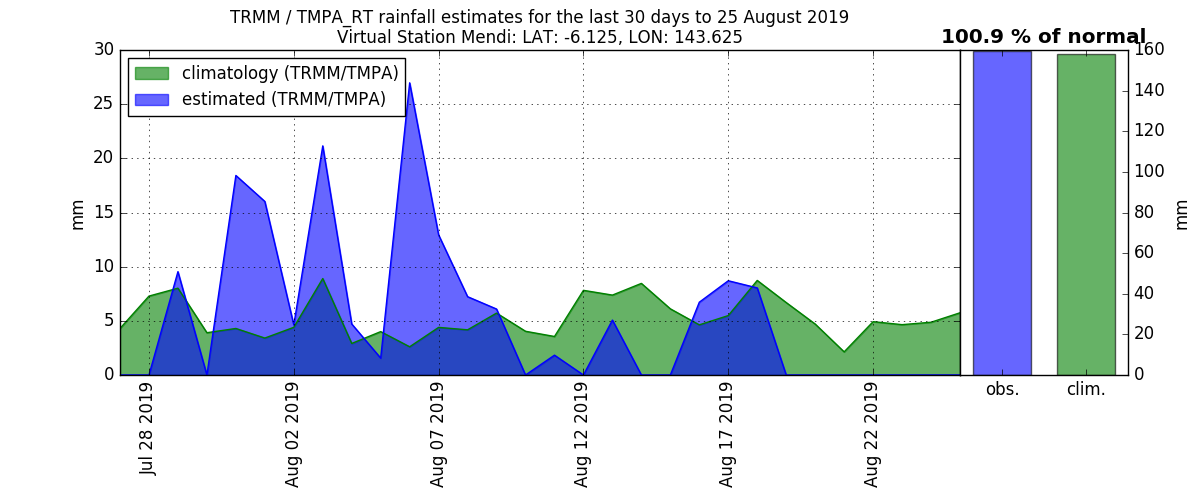 TRMM / TMPA_RT rainfall estimates for the last 30 days to 25 August 2019
Virtual Station Mendi: LAT: -6.125, LON: 143.625
100.9 % of normal
climatology (TRMM/TMPA)
estimated (TRMM/TMPA)
30
25
20
15
10
5
0
mm
Jul 28 2019
Aug 02 2019
Aug 07 2019
Aug 12 2019
Aug 17 2019
Aug 22 2019
160
140
120
100
80
60
40
20
0
mm
obs.
clim.